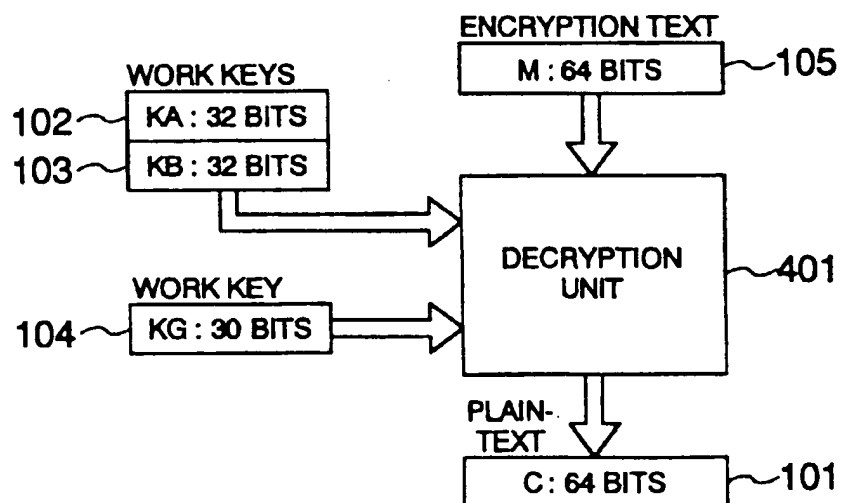 ENCRYPTION TEXT
M : 64 BITS
105
WORK KEYS
102
KA : 32 BITS
103
KB : 32 BITS
DECRYPTION
UNIT
401
WORK KEY
104
KG : 30 BITS
PLAIN-
TEXT
C : 64 BITS
101